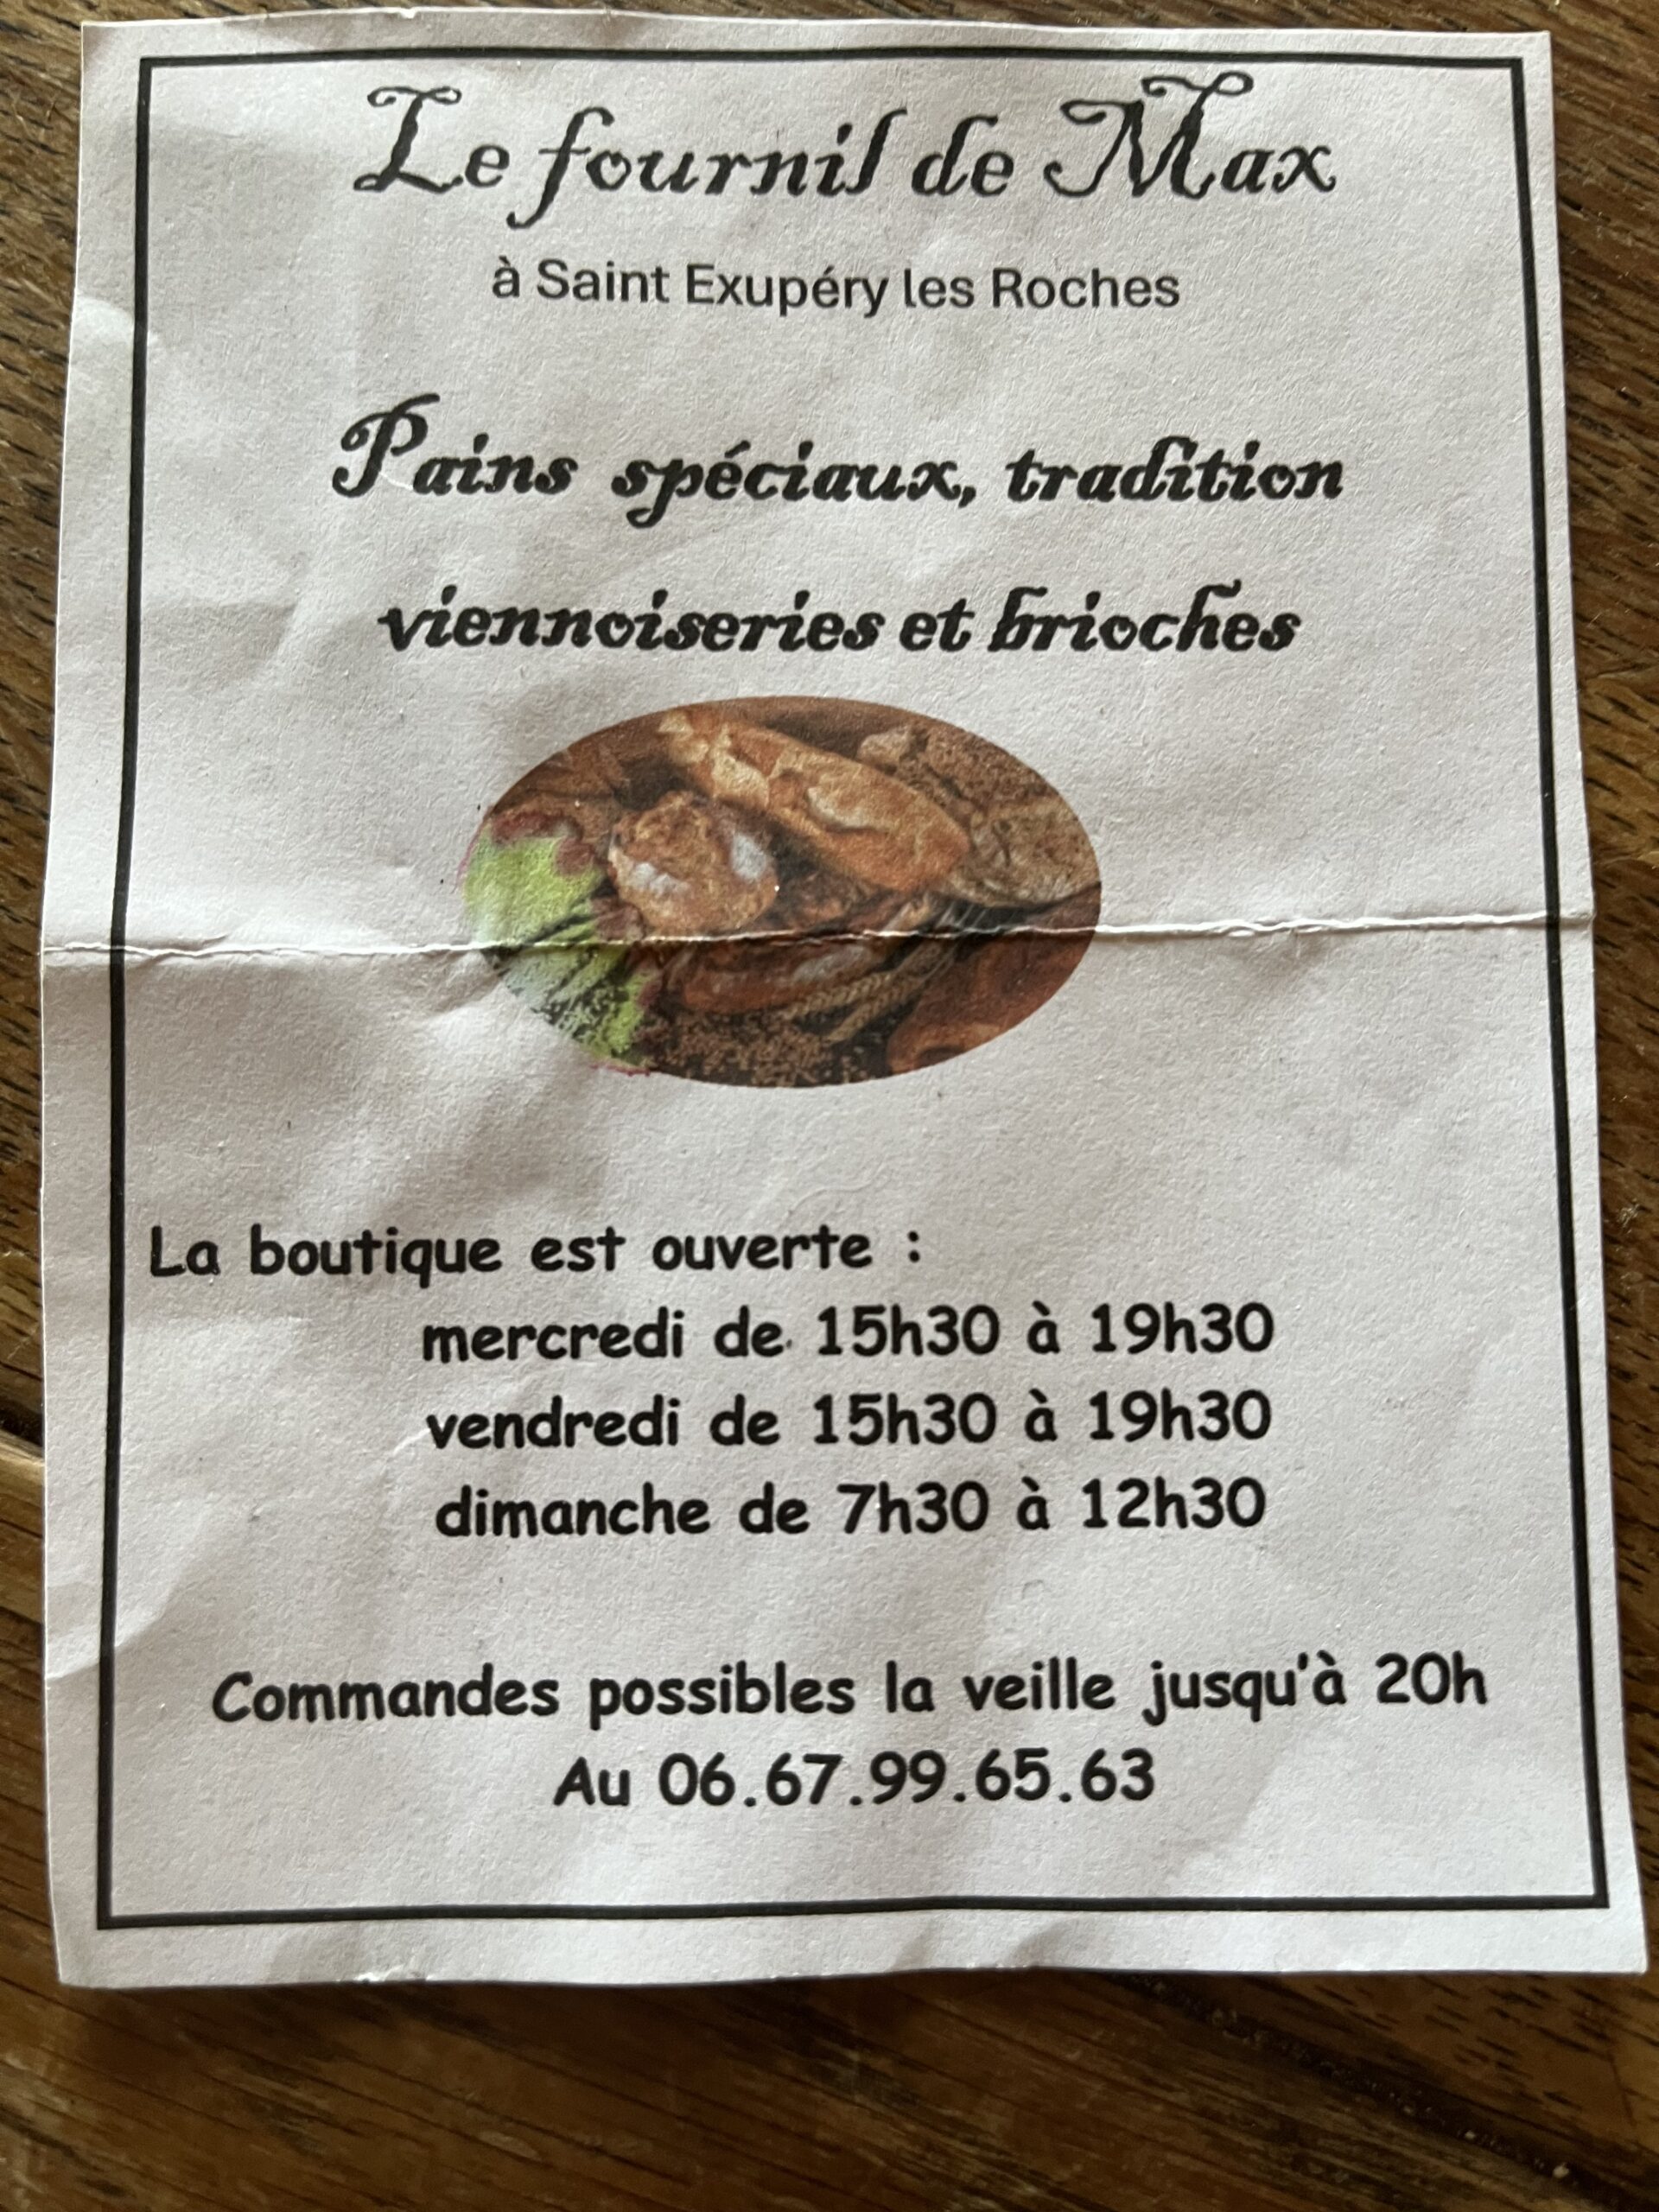 Le fournil de Max
à Saint Exupéry les Roches
Pains spéciaux, tradition
viennoiseries et brioches
La boutique est ouverte :
mercredi de 15h30 à 19h30
vendredi de 15h30 à 19h30
dimanche de 7h30 à 12h30
Commandes possibles la veille jusqu'à 20h
Au 06.67.99.65.63